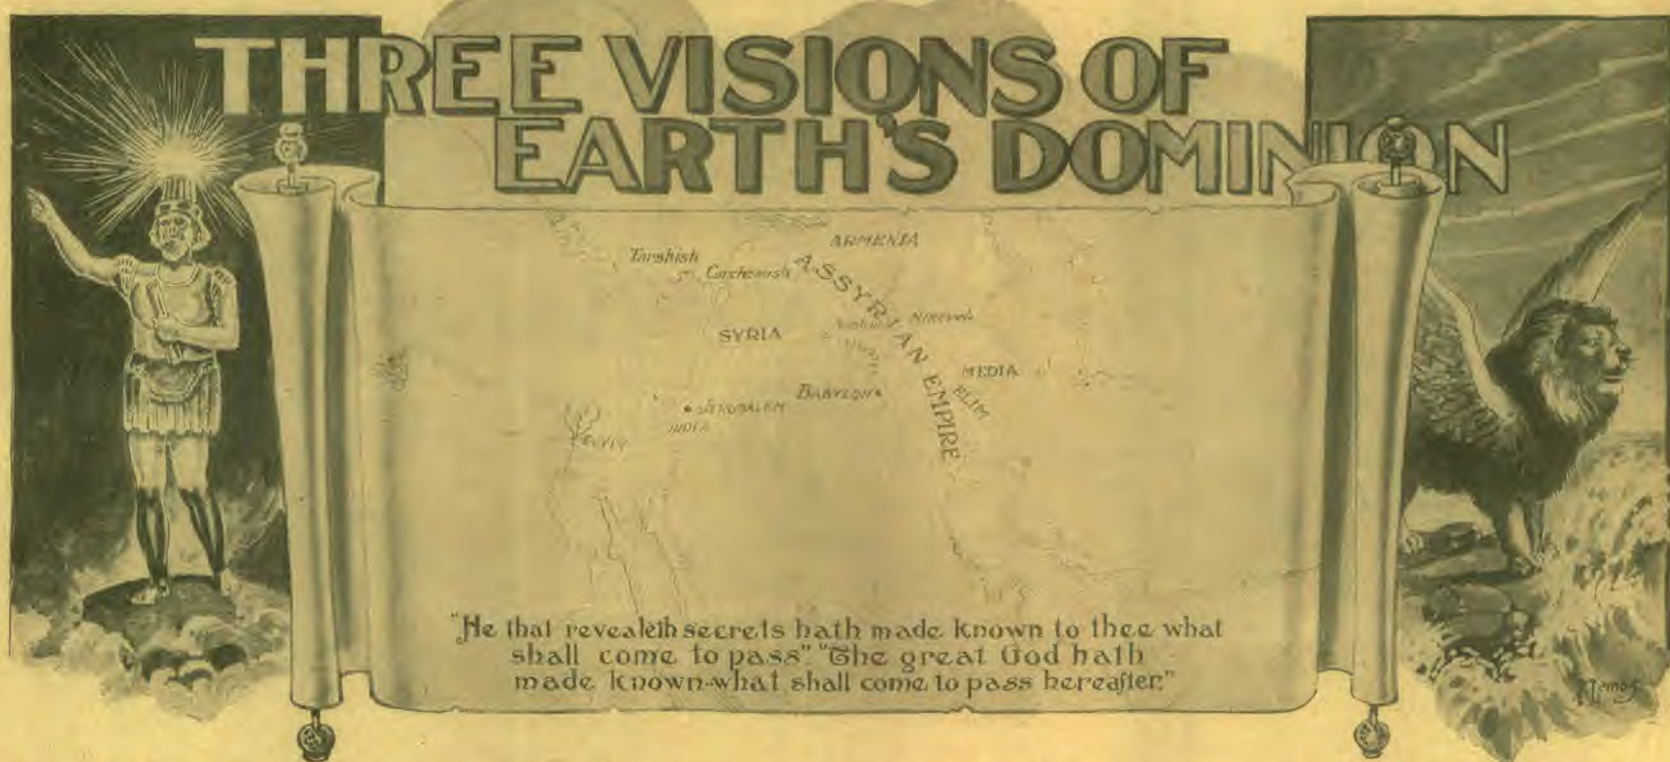 THREE VISIONS OF
EARTH'S DOMINION
ARMENIA
Tarshish
Carchemish
ASSYRIAN EMPIRE
Nineveh
SYRIA
MEDIA
ELIM
BABYLON
JERUSALEM
JUDEA
"He that revealeth secrets hath made known to thee what
shall come to pass". "The great God hath
made known what shall come to pass hereafter."